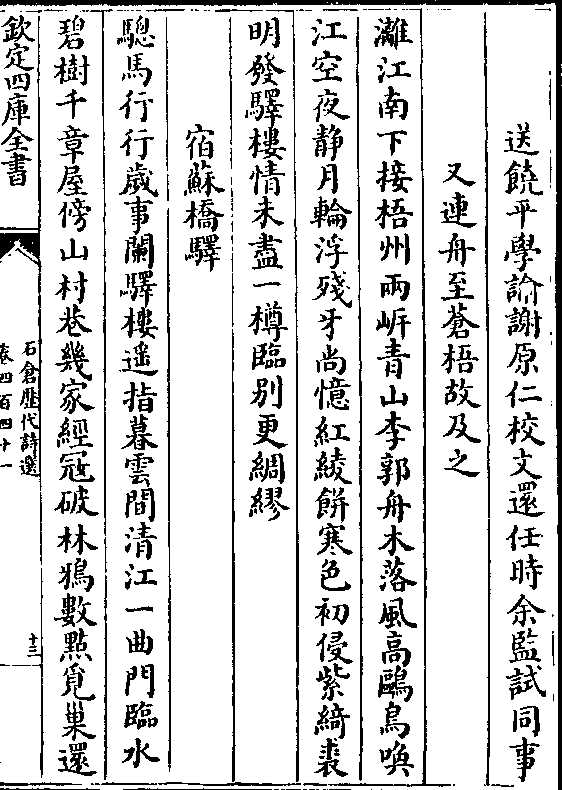 送饒平學諭謝原仁校文還任時余監試同事
又連舟至蒼梧故及之
灕江南下接梧州兩岍青山李郭舟木落風高鷗鳥喚
江空夜静月輪浮殘牙尚憶紅綾餅寒色初侵紫綺裘
明發驛樓情未盡一樽臨别更綢繆
宿蘇橋驛
驄馬行行歲事闌驛樓遥指暮雲間清江一曲門臨水
碧樹千章屋傍山村巷幾家經冦破林鴉數㸃覓巢還
欽定四庫全書
石倉歴代詩選
卷四百四十一
十三